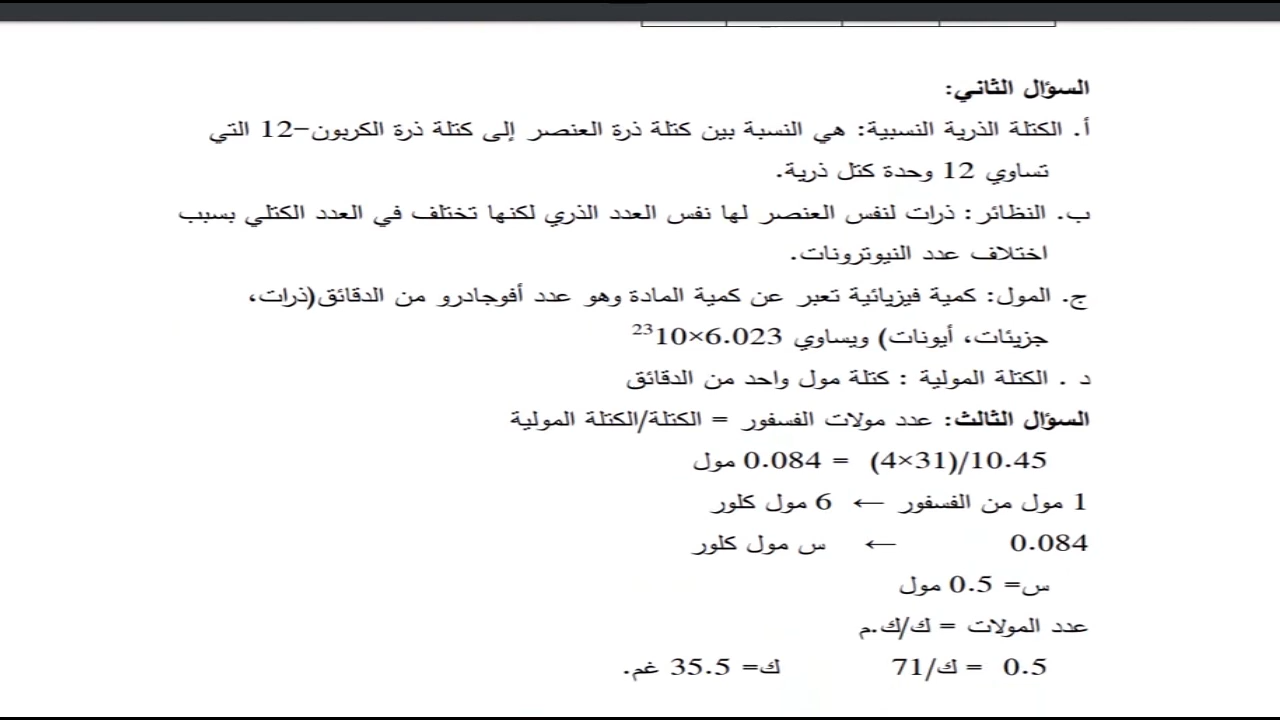 السؤال الثاني:
أ. الكتلة الذرية النسبية: هي النسبة بين كتلة ذرة العنصر إلى كتلة ذرة الكربون-12 التي
تساوي 12 وحدة كتل ذرية.
ب. النظائر: ذرات لنفس العنصر لها نفس العدد الذري لكنها تختلف في العدد الكتلي بسبب
اختلاف عدد النيوترونات.
ج. المول: كمية فيزيائية تعبر عن كمية المادة وهو عدد أفوجادرو من الدقائق(ذرات،
جزيئات، أيونات) ويساوي 6.023×10²³
د . الكتلة المولية : كتلة مول واحد من الدقائق
السؤال الثالث: عدد مولات الفسفور = الكتلة/الكتلة المولية
10.45/(31×4) = 0.084 مول
1 مول من الفسفور ← 6 مول كلور
0.084 ← س مول كلور
س= 0.5 مول
عدد المولات = ك/ك.م
0.5 = ك/71 ك= 35.5 غم.